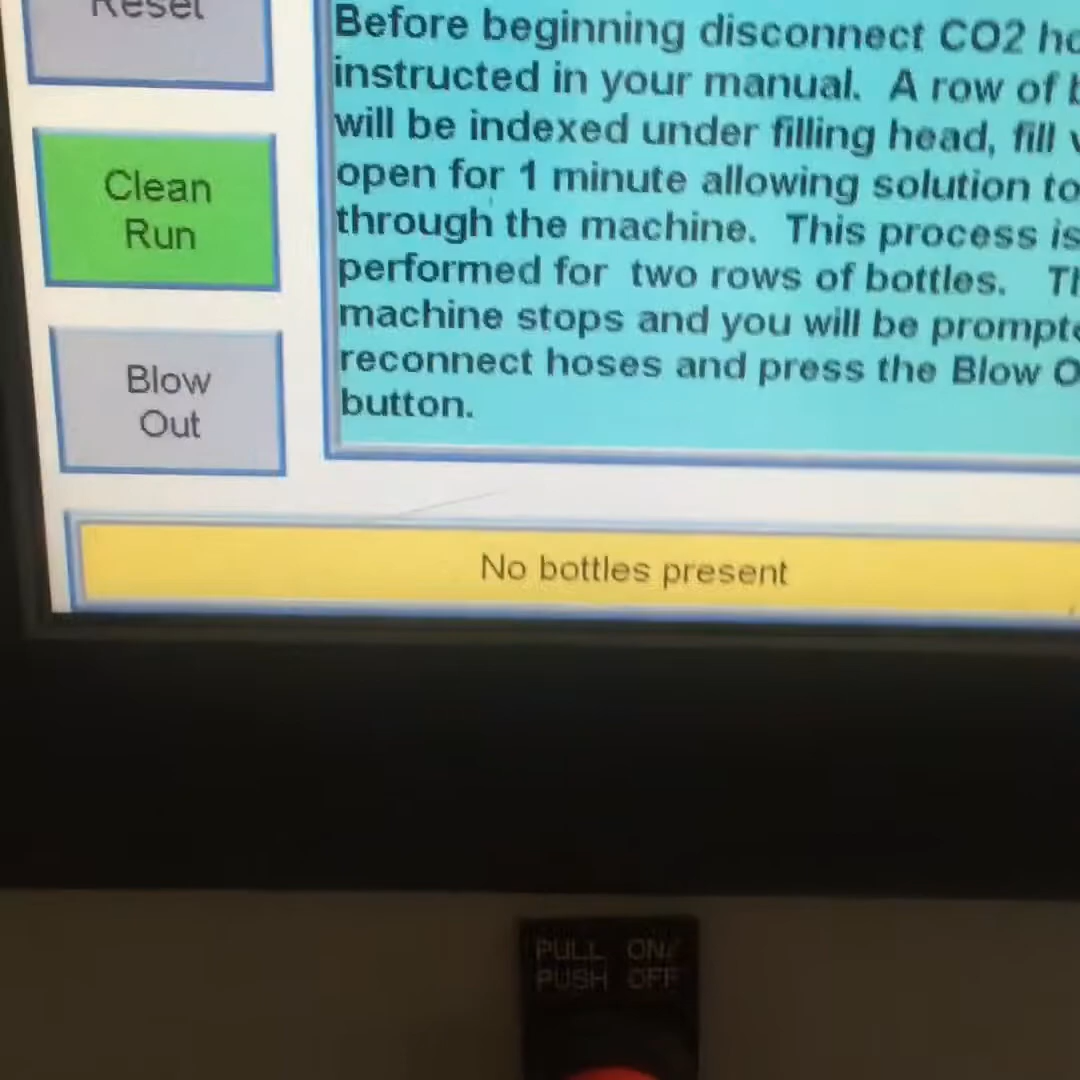 Reset
Before beginning disconnect CO2
instructed in your manual. A row of
will be indexed under filling head, fill
open for 1 minute allowing solution to
through the machine. This process is
performed for two rows of bottles.
machine stops and you will be
reconnect hoses and press the Blow
button.
Clean
Run
Blow
Out
No bottles present
PULL ON/
PUSH OFF